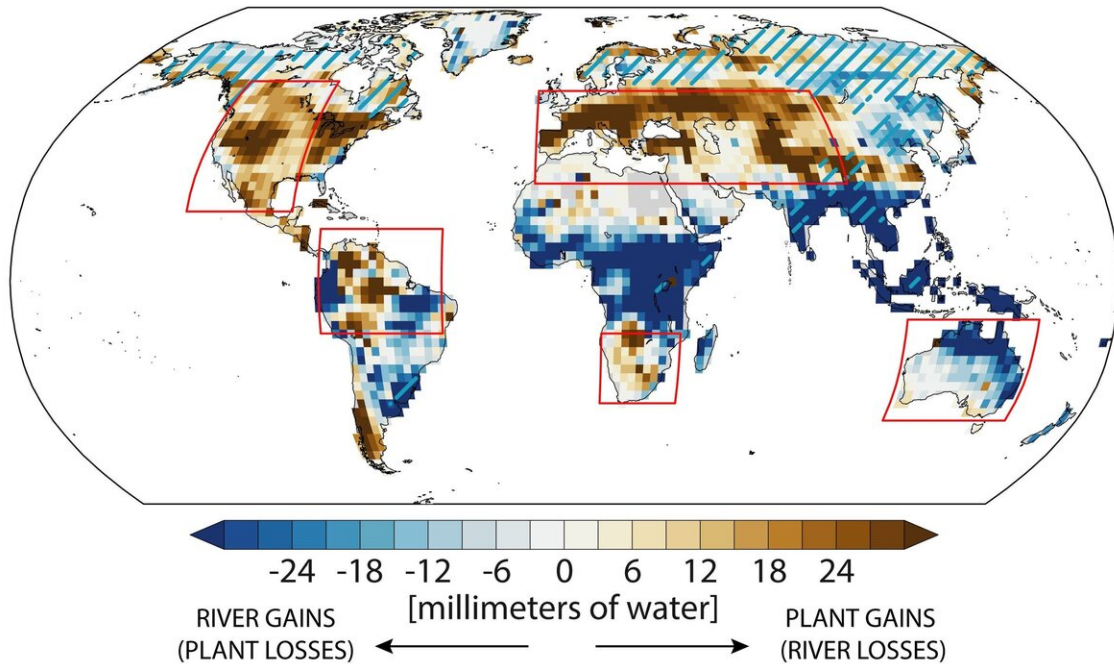 -24 -18 -12 -6 0 6 12 18 24
[millimeters of water]
RIVER GAINS
(PLANT LOSSES)
PLANT GAINS
(RIVER LOSSES)